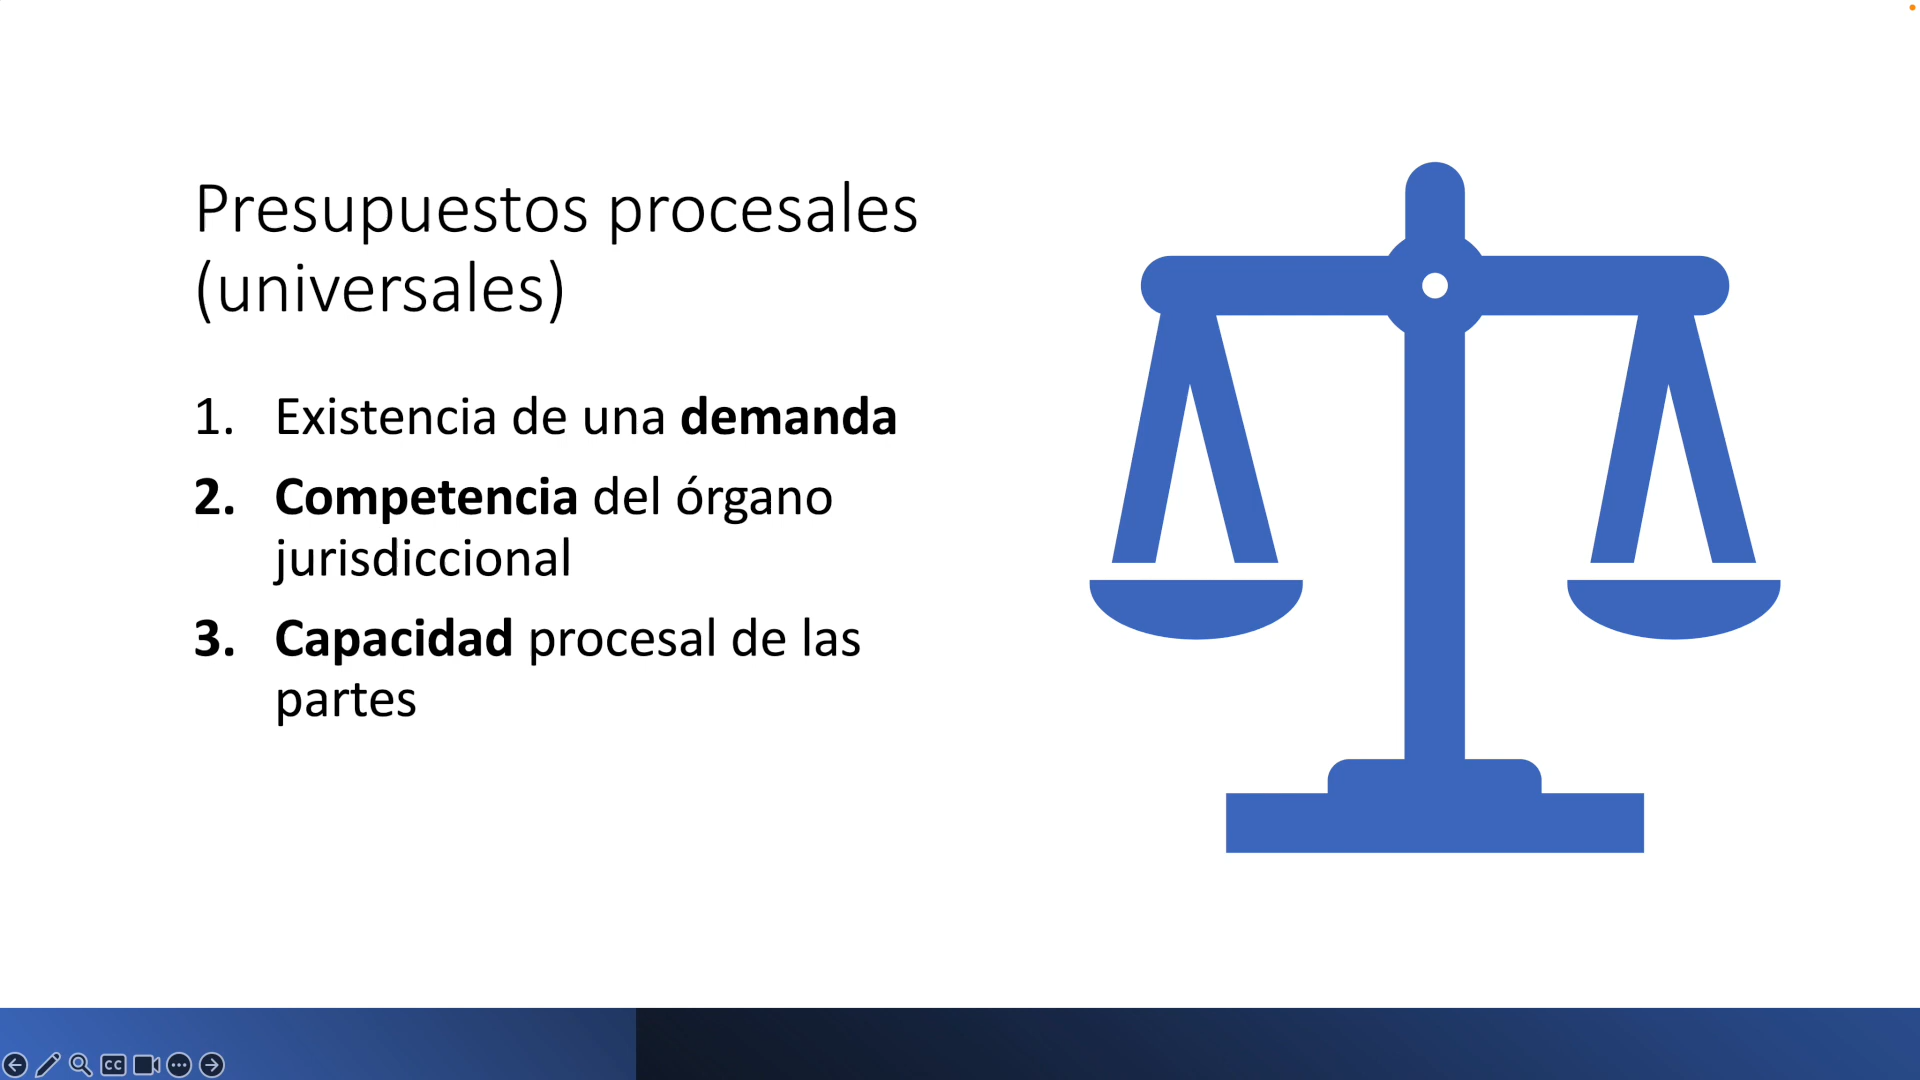 Presupuestos procesales
(universales)
1. Existencia de una demanda
2. Competencia del órgano
jurisdiccional
3. Capacidad procesal de las
partes
CC